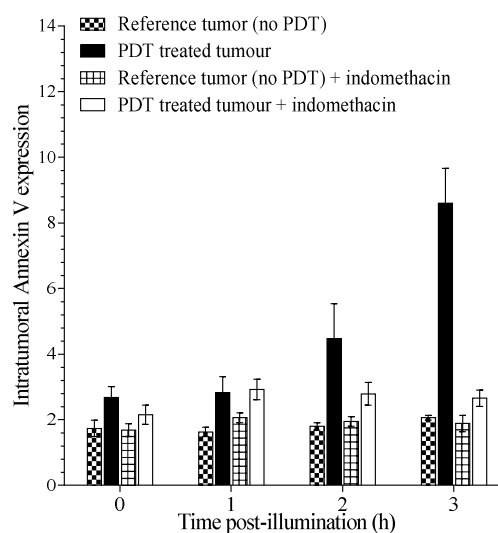 14
12
10
8
6
4
2
0
Intratumoral Annexin V expression
Reference tumor (no PDT)
PDT treated tumour
Reference tumor (no PDT) + indomethacin
PDT treated tumour + indomethacin
0 1 2 3
Time post-illumination (h)